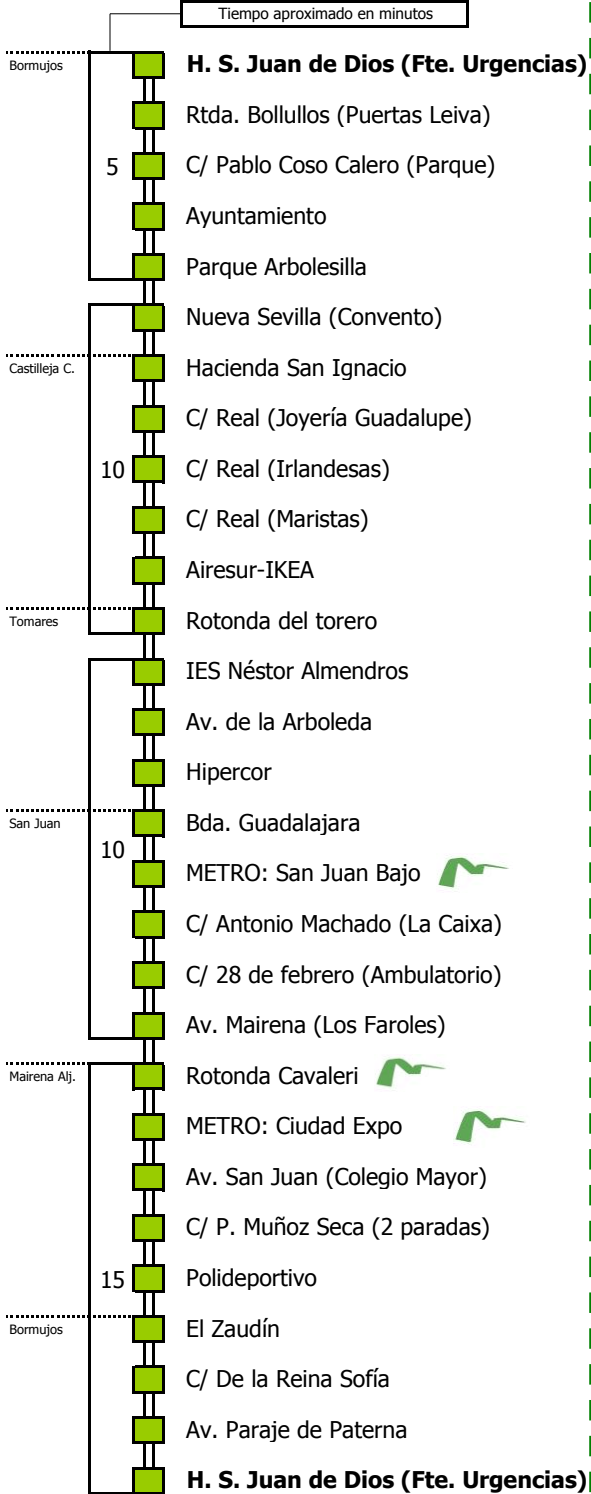 Tiempo aproximado en minutos
Bormujos
H. S. Juan de Dios (Fte. Urgencias)
Rtda. Bollullos (Puertas Leiva)
5
C/ Pablo Coso Calero (Parque)
Ayuntamiento
Parque Arbolesilla
Nueva Sevilla (Convento)
Castilleja C.
Hacienda San Ignacio
C/ Real (Joyería Guadalupe)
10
C/ Real (Irlandesas)
C/ Real (Maristas)
Airesur-IKEA
Tomares
Rotonda del torero
IES Néstor Almendros
Av. de la Arboleda
Hipercor
San Juan
Bda. Guadalajara
10
METRO: San Juan Bajo
C/ Antonio Machado (La Caixa)
C/ 28 de febrero (Ambulatorio)
Av. Mairena (Los Faroles)
Mairena Alj.
Rotonda Cavaleri
METRO: Ciudad Expo
Av. San Juan (Colegio Mayor)
C/ P. Muñoz Seca (2 paradas)
15
Polideportivo
Bormujos
El Zaudín
C/ De la Reina Sofía
Av. Paraje de Paterna
H. S. Juan de Dios (Fte. Urgencias)